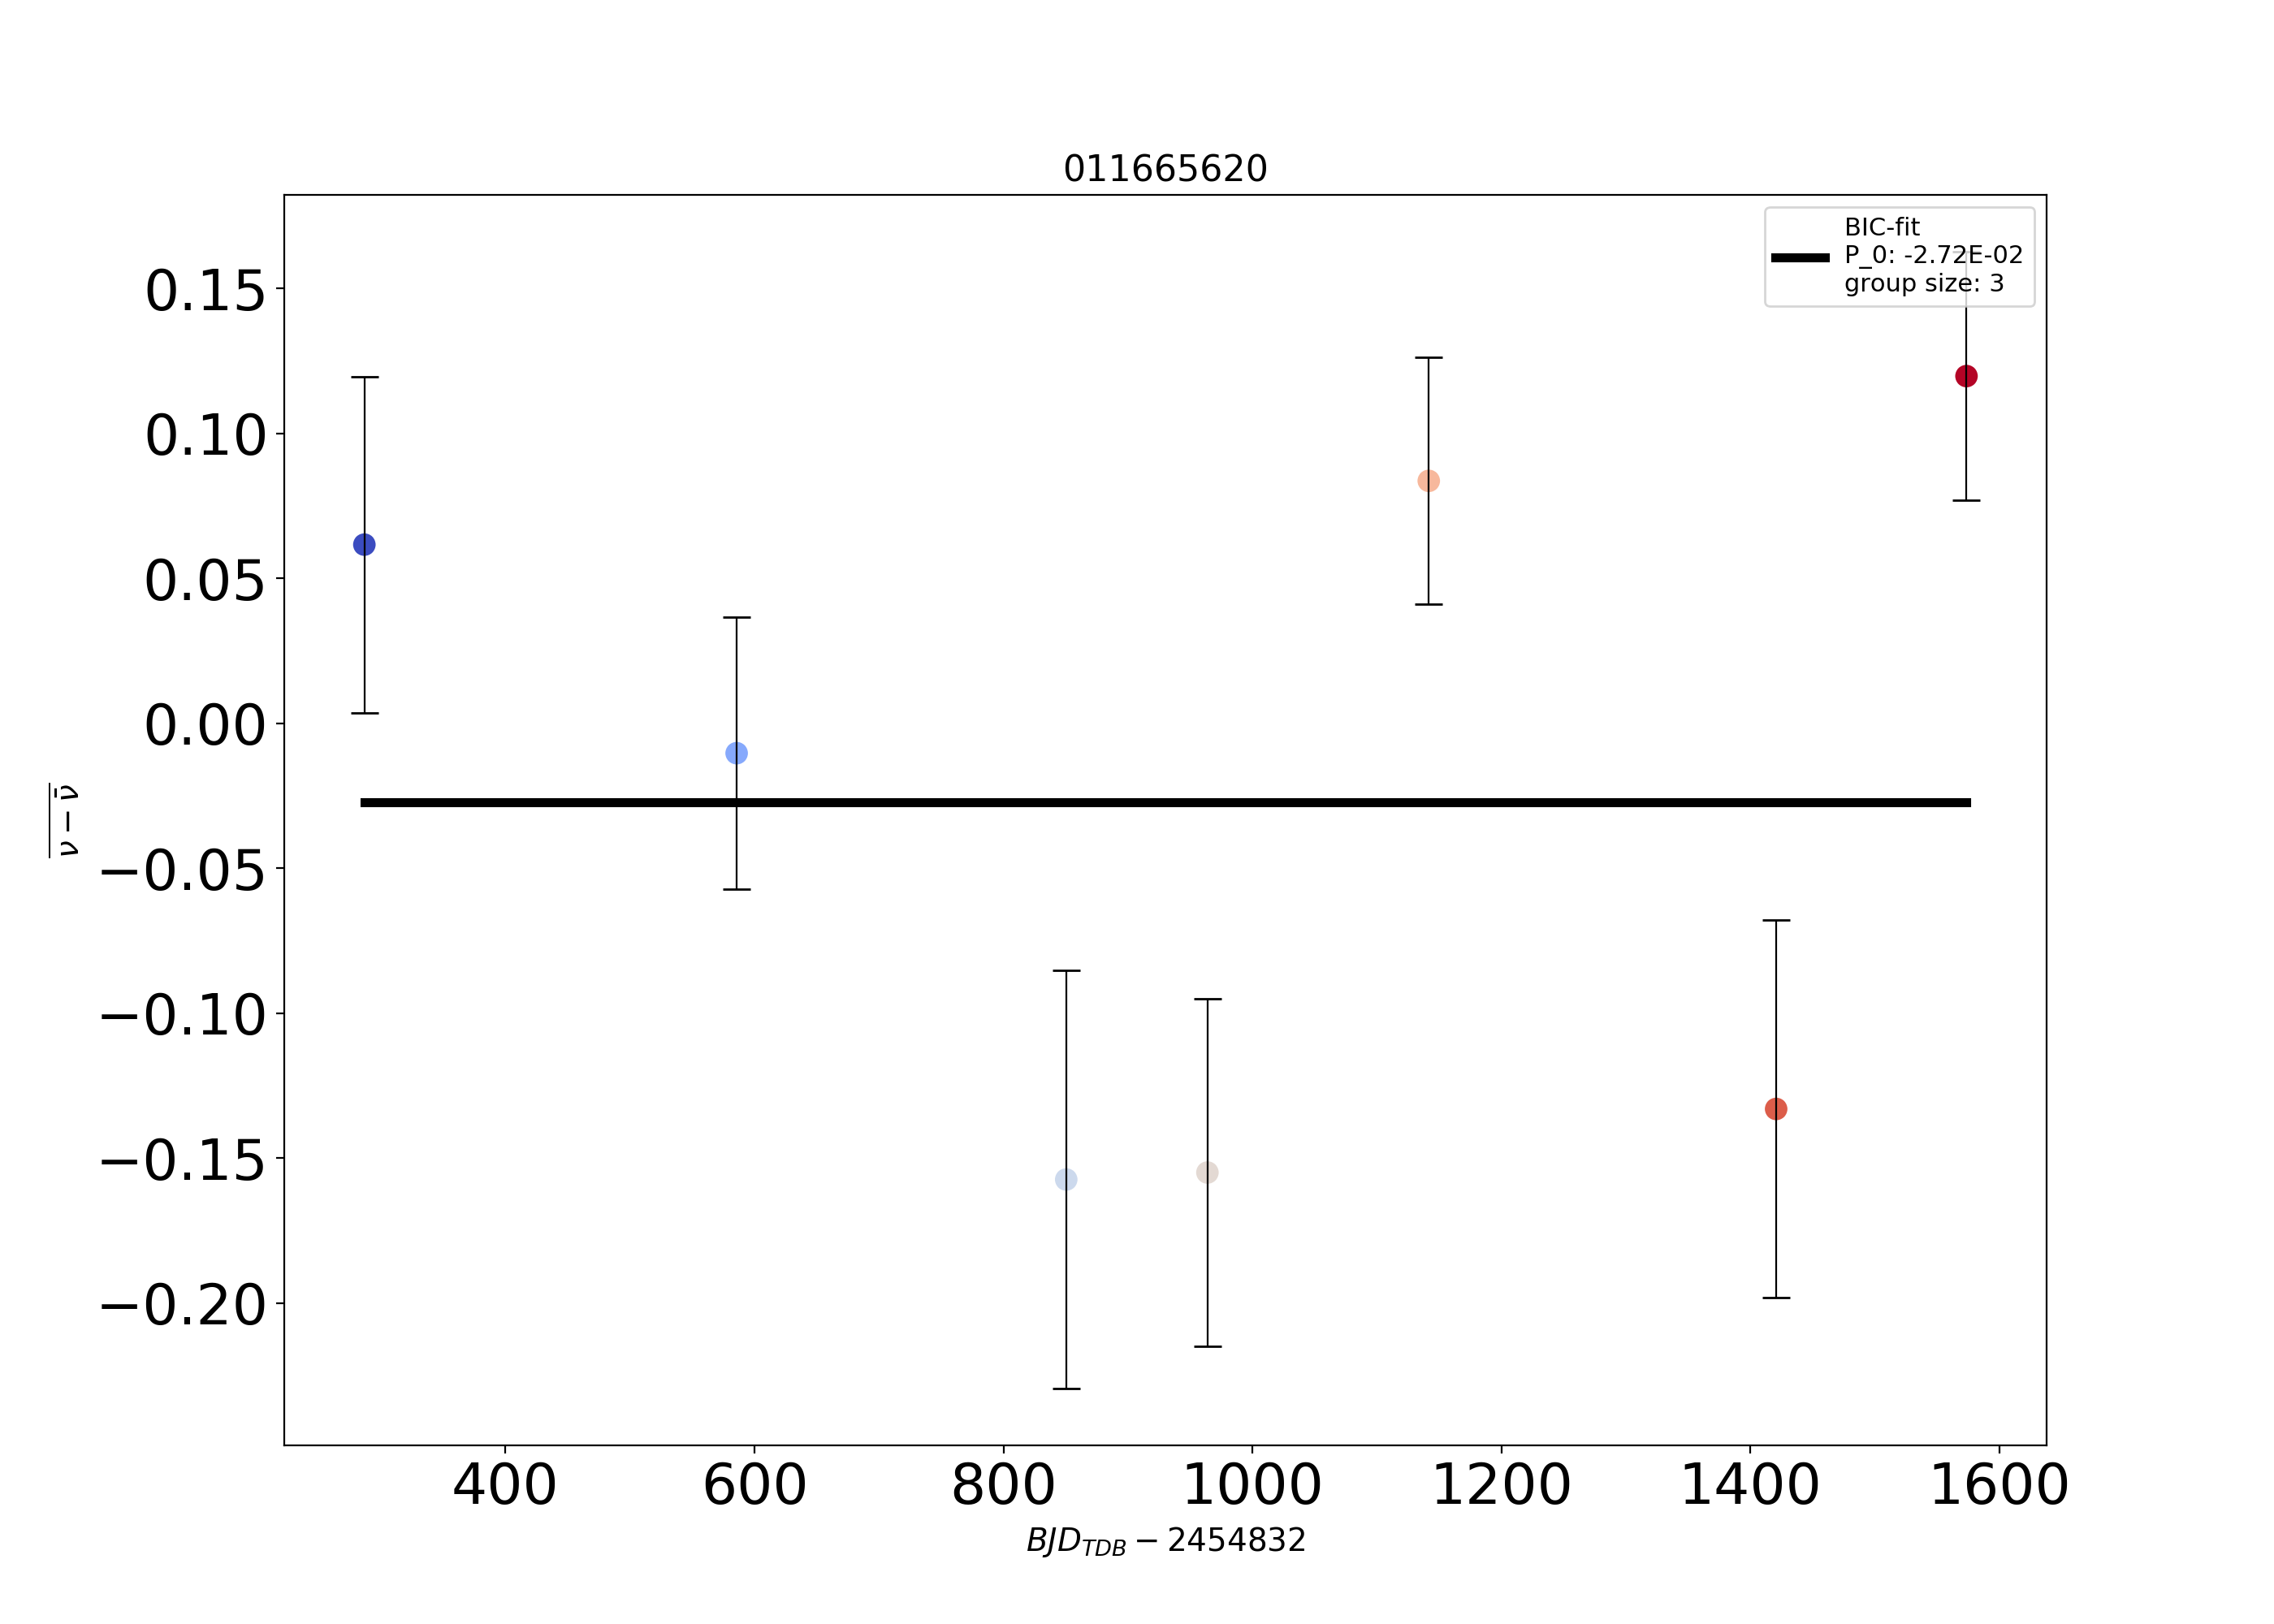 011665620
BIC-fit
P_0: -2.72E-02
group size: 3
0.15
0.10
0.05
0.00
−0.05
−0.10
−0.15
−0.20
ν − ν̄
400 600 800 1000 1200 1400 1600
BJD_TDB − 2454832